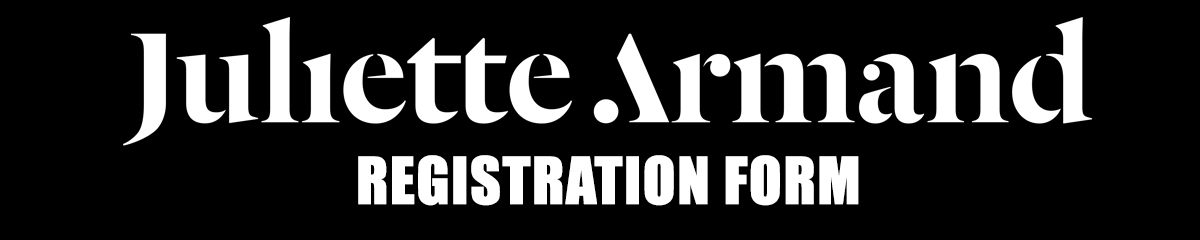 Juliette Armand
REGISTRATION FORM